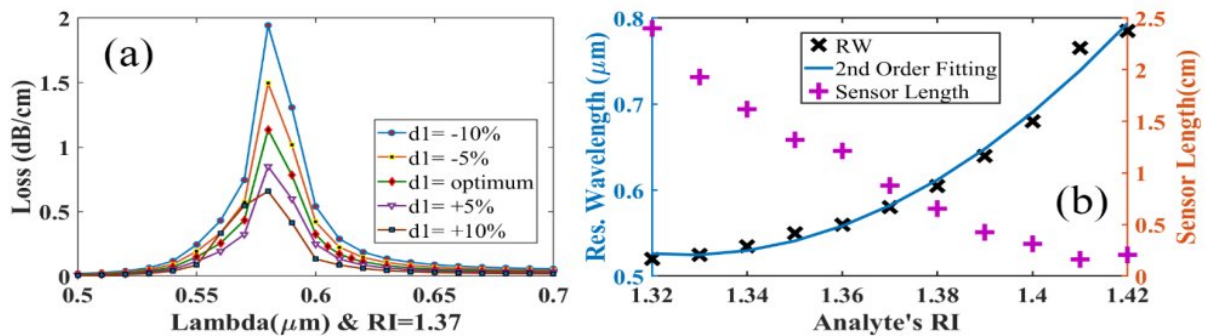 (a)
Loss (dB/cm)
2
1.5
1
0.5
0
d1= -10%
d1= -5%
d1= optimum
d1= +5%
d1= +10%
0.5 0.55 0.6 0.65 0.7
Lambda(μm) & RI=1.37
(b)
Res. Wavelength (μm)
0.8
0.7
0.6
0.5
RW
2nd Order Fitting
Sensor Length
2.5
2
1.5
1
0.5
0
Sensor Length(cm)
1.32 1.34 1.36 1.38 1.4 1.42
Analyte's RI